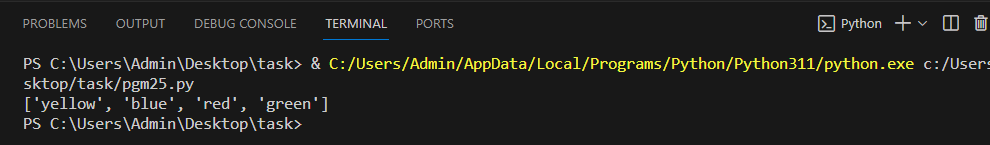 PROBLEMS OUTPUT DEBUG CONSOLE TERMINAL PORTS Python
PS C:\Users\Admin\Desktop\task> & C:/Users/Admin/AppData/Local/Programs/Python/Python311/python.exe c:/Users
sktop/task/pgm25.py
['yellow', 'blue', 'red', 'green']
PS C:\Users\Admin\Desktop\task>